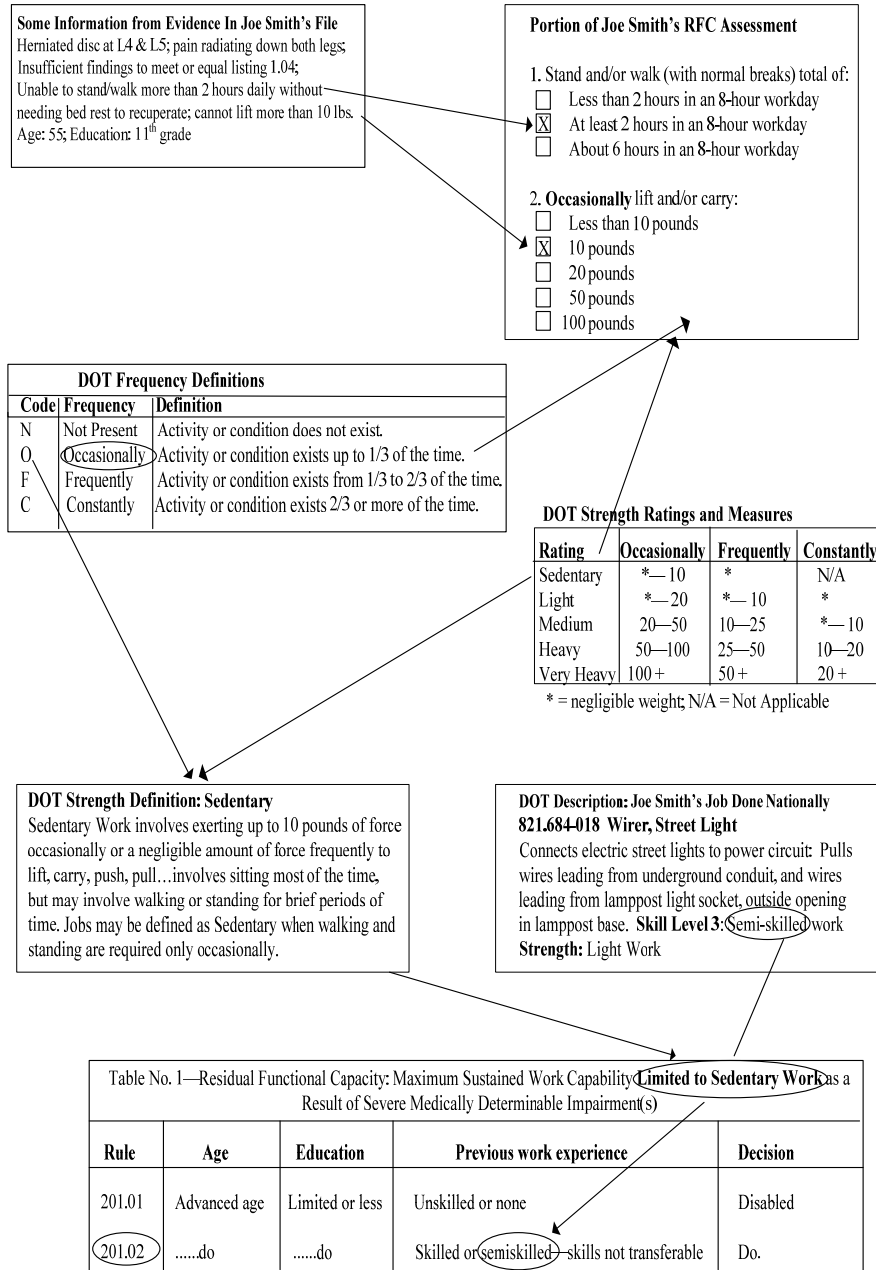 Some Information from Evidence In Joe Smith's File
Herniated disc at L4 & L5; pain radiating down both legs;
Insufficient findings to meet or equal listing 1.04;
Unable to stand/walk more than 2 hours daily without
needing bed rest to recuperate; cannot lift more than 10 lbs.
Age: 55; Education: 11th grade
Portion of Joe Smith's RFC Assessment
1. Stand and/or walk (with normal breaks) total of:
Less than 2 hours in an 8-hour workday
X At least 2 hours in an 8-hour workday
About 6 hours in an 8-hour workday
2. Occasionally lift and/or carry:
Less than 10 pounds
X 10 pounds
20 pounds
50 pounds
100 pounds
DOT Frequency Definitions
Code Frequency Definition
N Not Present Activity or condition does not exist.
O Occasionally Activity or condition exists up to 1/3 of the time.
F Frequently Activity or condition exists from 1/3 to 2/3 of the time.
C Constantly Activity or condition exists 2/3 or more of the time.
DOT Strength Ratings and Measures
Rating Occasionally Frequently Constantly
Sedentary *—10 * N/A
Light *—20 *—10 *
Medium 20—50 10—25 *—10
Heavy 50—100 25—50 10—20
Very Heavy 100 + 50 + 20 +
* = negligible weight; N/A = Not Applicable
DOT Strength Definition: Sedentary
Sedentary Work involves exerting up to 10 pounds of force
occasionally or a negligible amount of force frequently to
lift, carry, push, pull…involves sitting most of the time,
but may involve walking or standing for brief periods of
time. Jobs may be defined as Sedentary when walking and
standing are required only occasionally.
DOT Description: Joe Smith's Job Done Nationally
821.684-018 Wirer, Street Light
Connects electric street lights to power circuit: Pulls
wires leading from underground conduit, and wires
leading from lamppost light socket, outside opening
in lamppost base. Skill Level 3: Semi-skilled work
Strength: Light Work
Table No. 1—Residual Functional Capacity: Maximum Sustained Work Capability Limited to Sedentary Work as a
Result of Severe Medically Determinable Impairment(s)
Rule Age Education Previous work experience Decision
201.01 Advanced age Limited or less Unskilled or none Disabled
201.02 ......do ......do Skilled or semiskilled—skills not transferable Do.